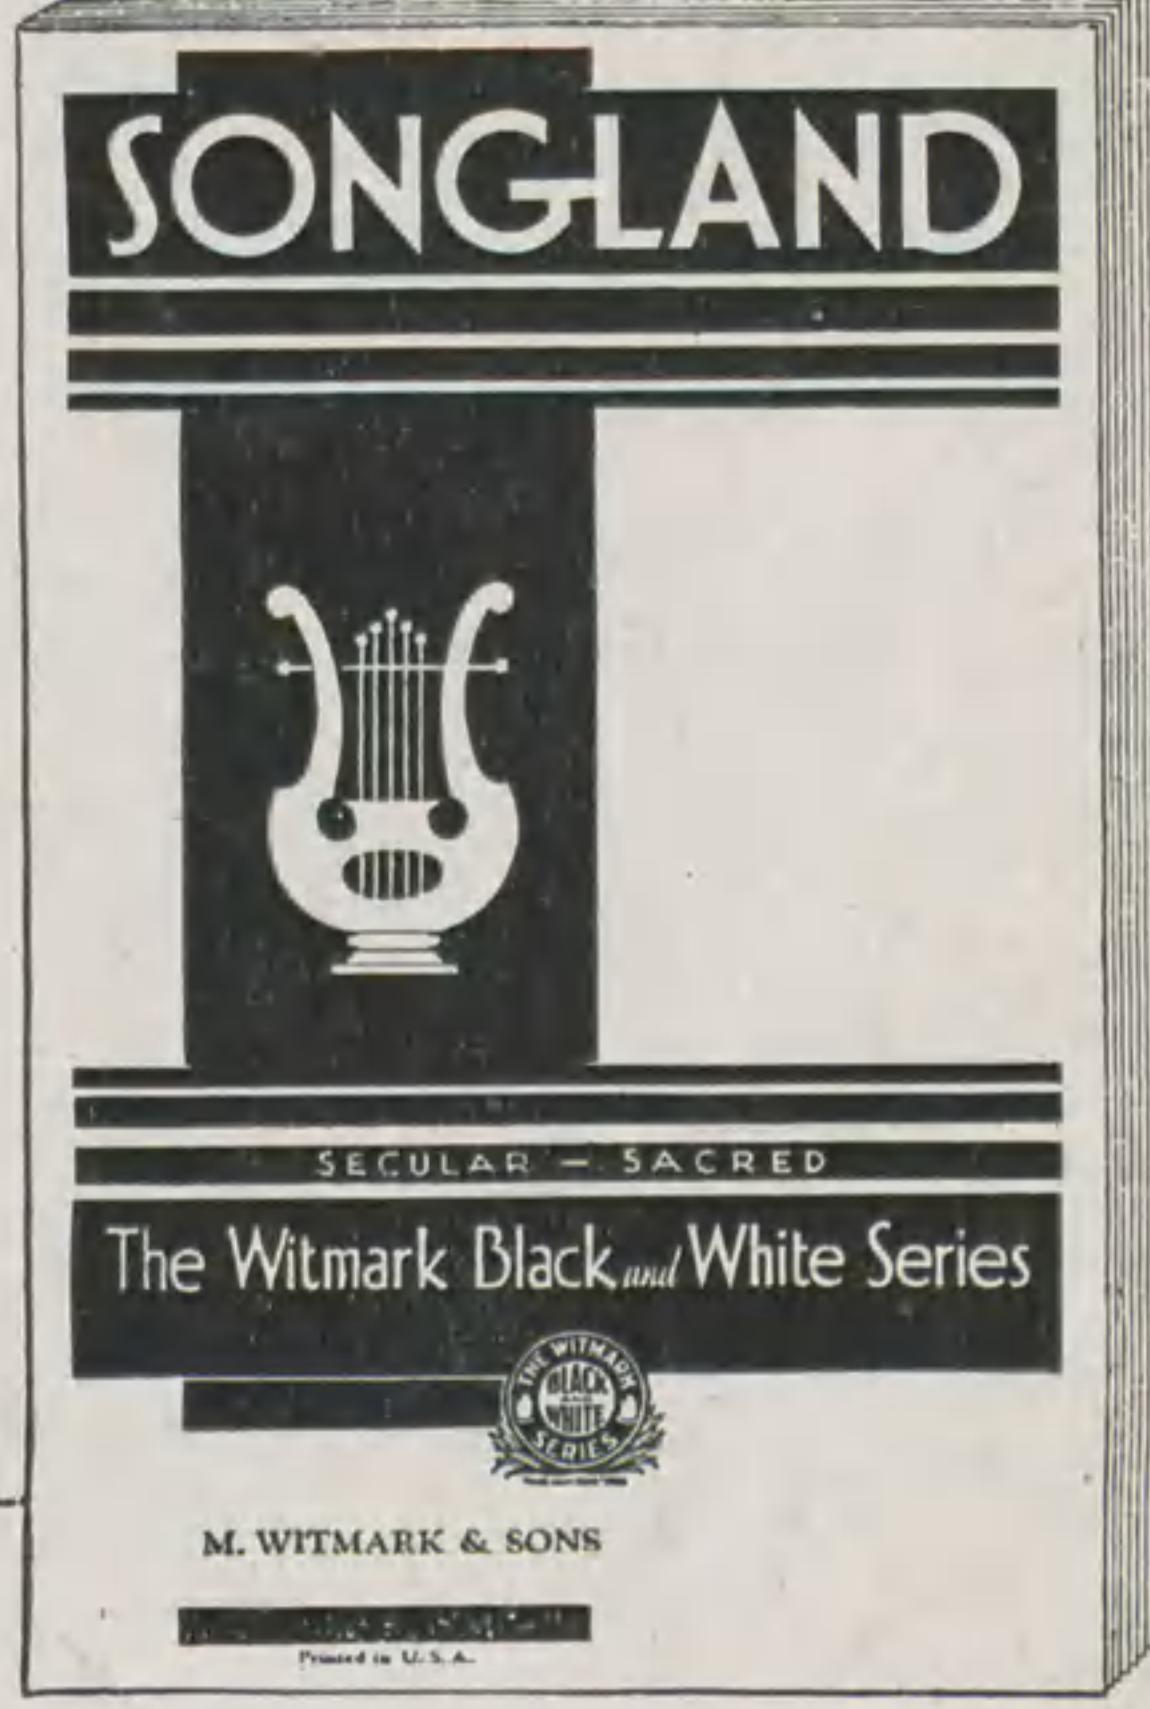 SONGLAND
SECULAR – SACRED
The Witmark Black and White Series
THE WITMARK
BLACK
AND
WHITE
SERIES
M. WITMARK & SONS
Printed in U. S. A.